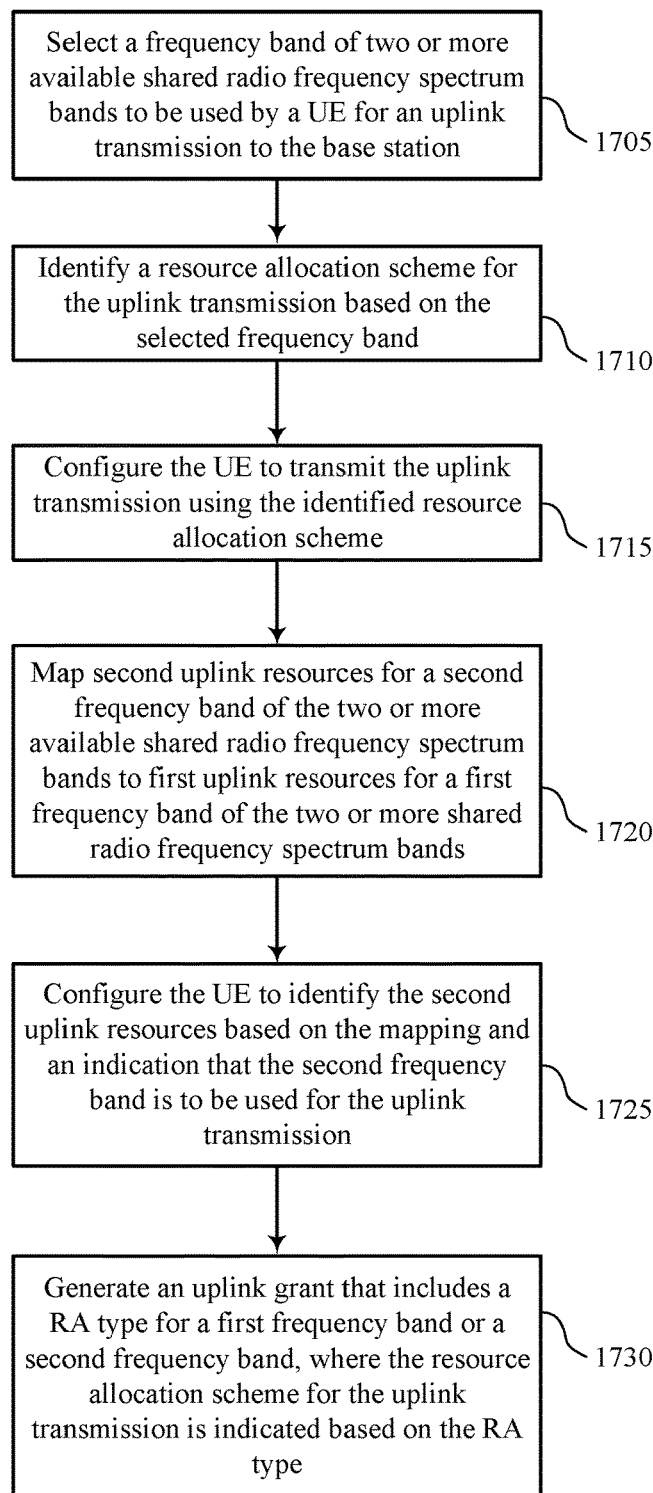 Select a frequency band of two or more
available shared radio frequency spectrum
bands to be used by a UE for an uplink
transmission to the base station
1705
Identify a resource allocation scheme for
the uplink transmission based on the
selected frequency band
1710
Configure the UE to transmit the uplink
transmission using the identified resource
allocation scheme
1715
Map second uplink resources for a second
frequency band of the two or more
available shared radio frequency spectrum
bands to first uplink resources for a first
frequency band of the two or more shared
radio frequency spectrum bands
1720
Configure the UE to identify the second
uplink resources based on the mapping and
an indication that the second frequency
band is to be used for the uplink
transmission
1725
Generate an uplink grant that includes a
RA type for a first frequency band or a
second frequency band, where the resource
allocation scheme for the uplink
transmission is indicated based on the RA
type
1730